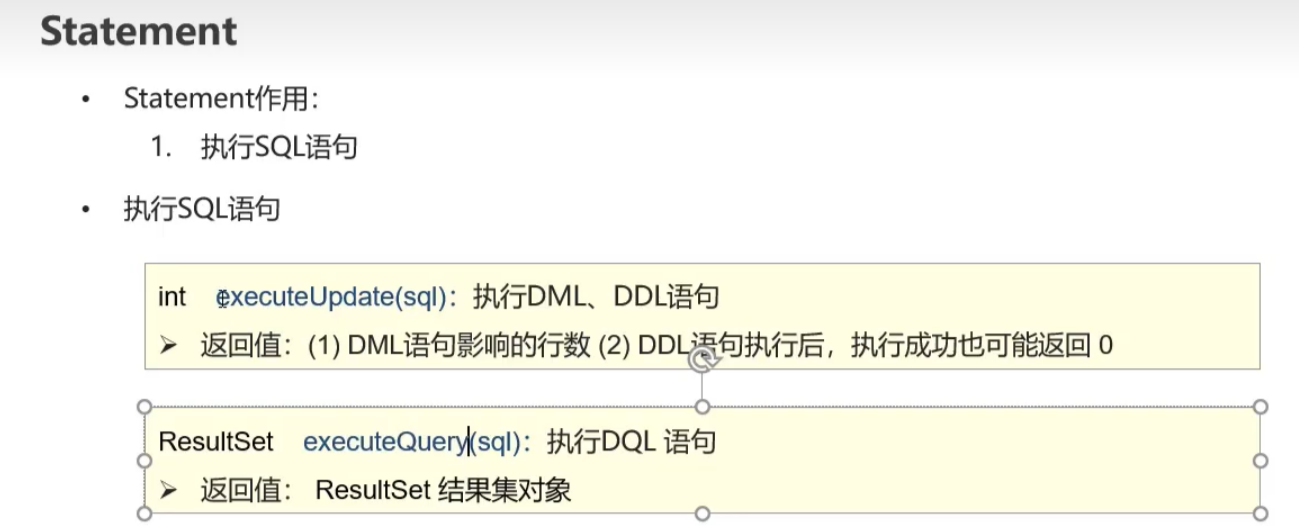 Statement
• Statement作用：
1. 执行SQL语句
• 执行SQL语句
int executeUpdate(sql)：执行DML、DDL语句
➢ 返回值：(1) DML语句影响的行数 (2) DDL语句执行后，执行成功也可能返回 0
ResultSet executeQuery(sql)：执行DQL 语句
➢ 返回值： ResultSet 结果集对象